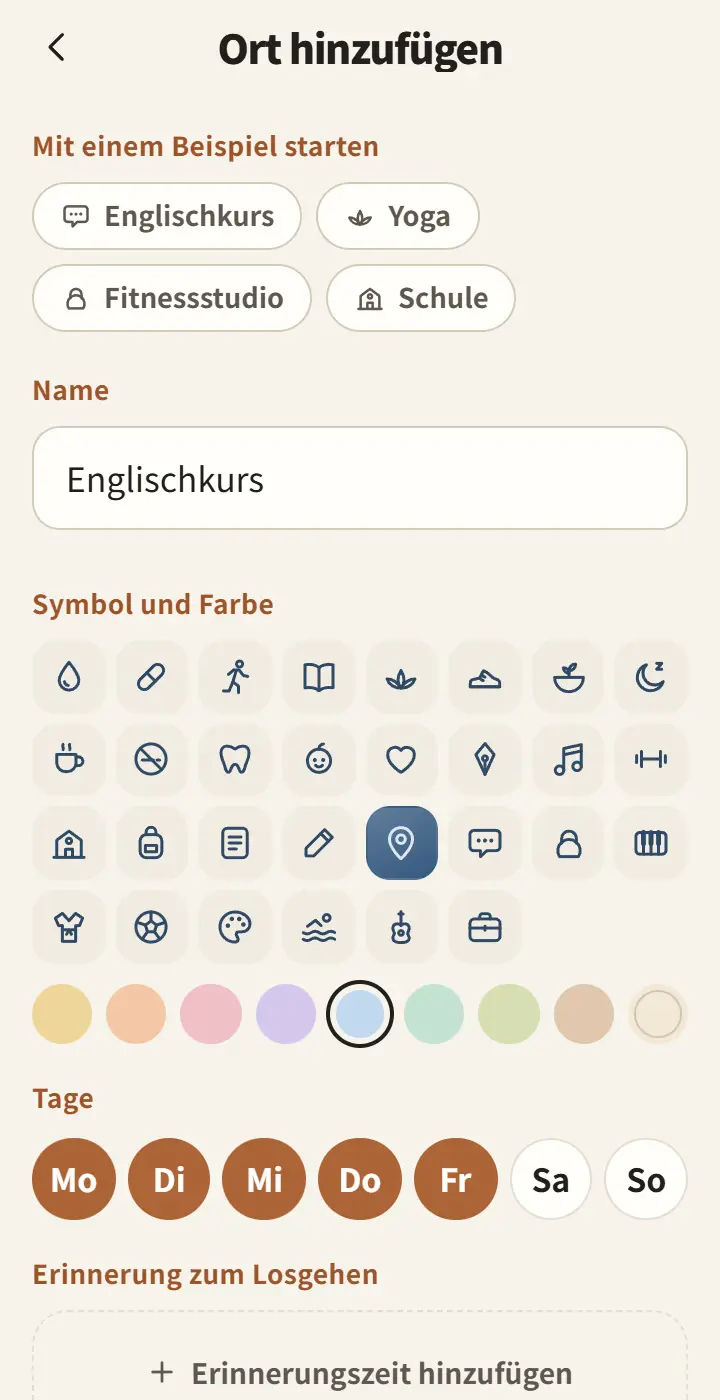 Ort hinzufügen
Mit einem Beispiel starten
Englischkurs
Yoga
Fitnessstudio
Schule
Name
Englischkurs
Symbol und Farbe
Tage
Mo Di Mi Do Fr Sa So
Erinnerung zum Losgehen
+ Erinnerungszeit hinzufügen